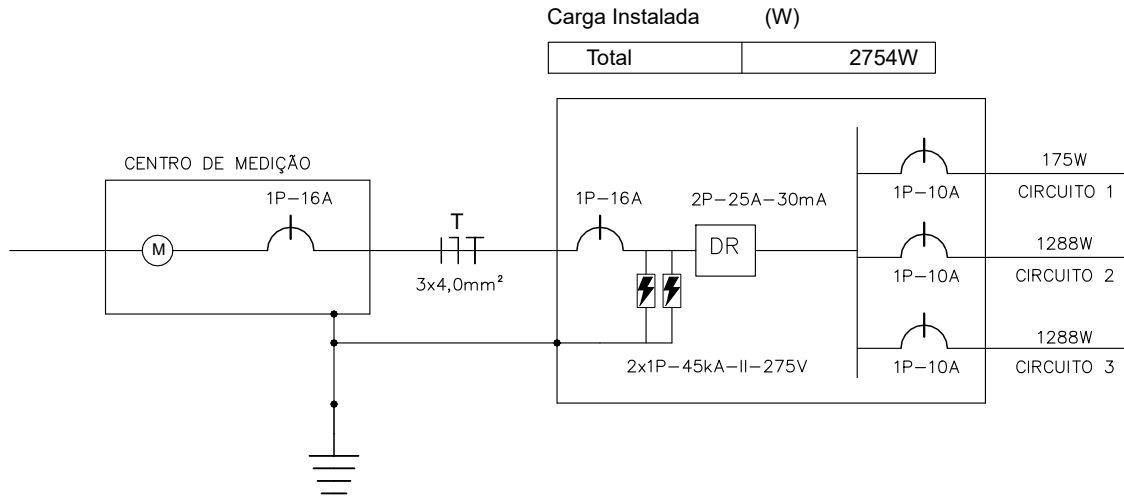 Carga Instalada (W)
Total 2754W
CENTRO DE MEDIÇÃO
1P-16A
M
T
3x4,0mm²
1P-16A
2P-25A-30mA
DR
2x1P-45kA-II-275V
1P-10A
175W
CIRCUITO 1
1P-10A
1288W
CIRCUITO 2
1P-10A
1288W
CIRCUITO 3